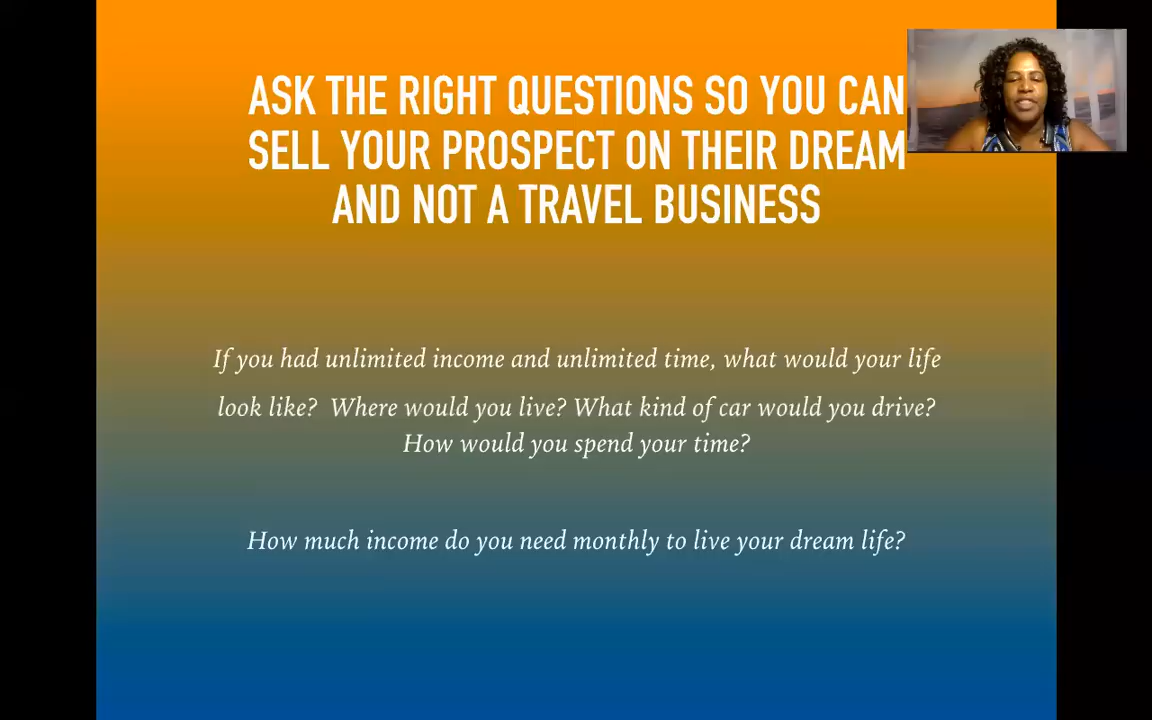 ASK THE RIGHT QUESTIONS SO YOU CAN
SELL YOUR PROSPECT ON THEIR DREAM
AND NOT A TRAVEL BUSINESS
If you had unlimited income and unlimited time, what would your life
look like?  Where would you live? What kind of car would you drive?
How would you spend your time?
How much income do you need monthly to live your dream life?